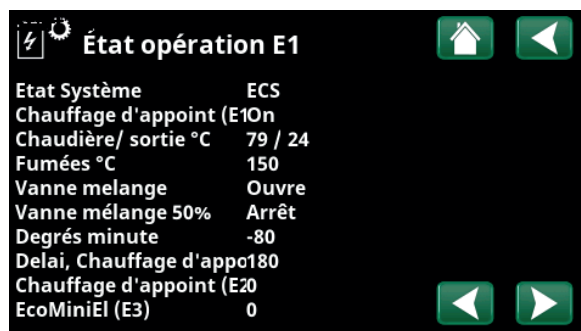 État opération E1
Etat Système ECS
Chauffage d'appoint (E1On
Chaudière/ sortie °C 79 / 24
Fumées °C 150
Vanne melange Ouvre
Vanne mélange 50% Arrêt
Degrés minute -80
Delai, Chauffage d'appo180
Chauffage d'appoint (E20
EcoMiniEl (E3) 0